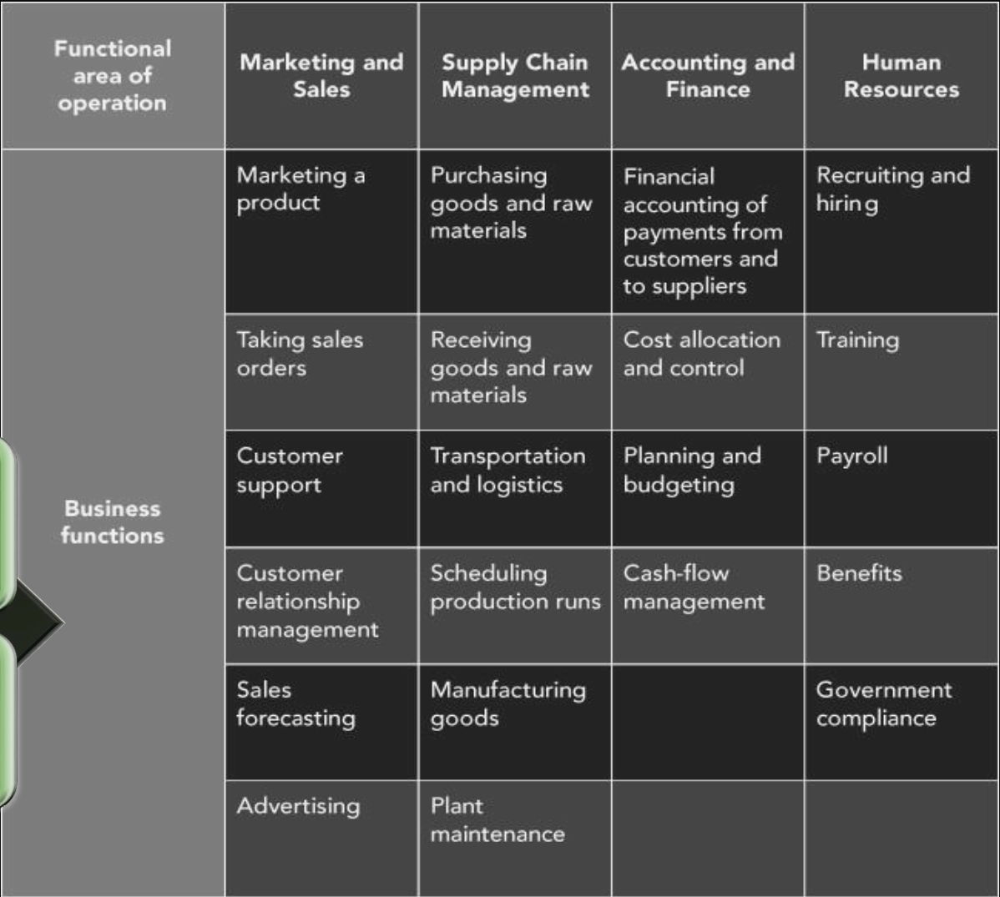 Functional
area of
operation
Marketing and
Sales
Supply Chain
Management
Accounting and
Finance
Human
Resources
Business
functions
Marketing a
product
Purchasing
goods and raw
materials
Financial
accounting of
payments from
customers and
to suppliers
Recruiting and
hiring
Taking sales
orders
Receiving
goods and raw
materials
Cost allocation
and control
Training
Customer
support
Transportation
and logistics
Planning and
budgeting
Payroll
Customer
relationship
management
Scheduling
production runs
Cash-flow
management
Benefits
Sales
forecasting
Manufacturing
goods
Government
compliance
Advertising
Plant
maintenance